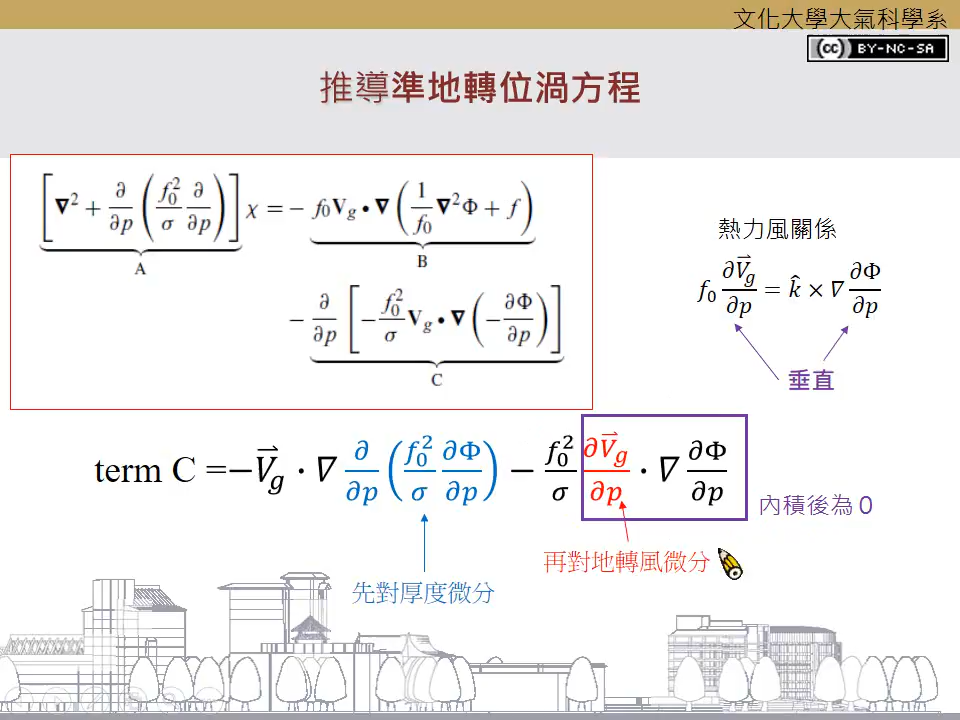 文化大學大氣科學系
(cc) BY-NC-SA
推導準地轉位渦方程
[∇² + ∂/∂p (f₀²/σ ∂/∂p)] χ = − f₀V_g • ∇ (1/f₀ ∇²Φ + f)
A
B
− ∂/∂p [−f₀²/σ V_g • ∇ (−∂Φ/∂p)]
C
熱力風關係
f₀ ∂V⃗_g/∂p = k̂ × ∇ ∂Φ/∂p
垂直
term C =−V⃗_g · ∇ ∂/∂p (f₀²/σ ∂Φ/∂p) − f₀²/σ ∂V⃗_g/∂p · ∇ ∂Φ/∂p
內積後為０
再對地轉風微分
先對厚度微分